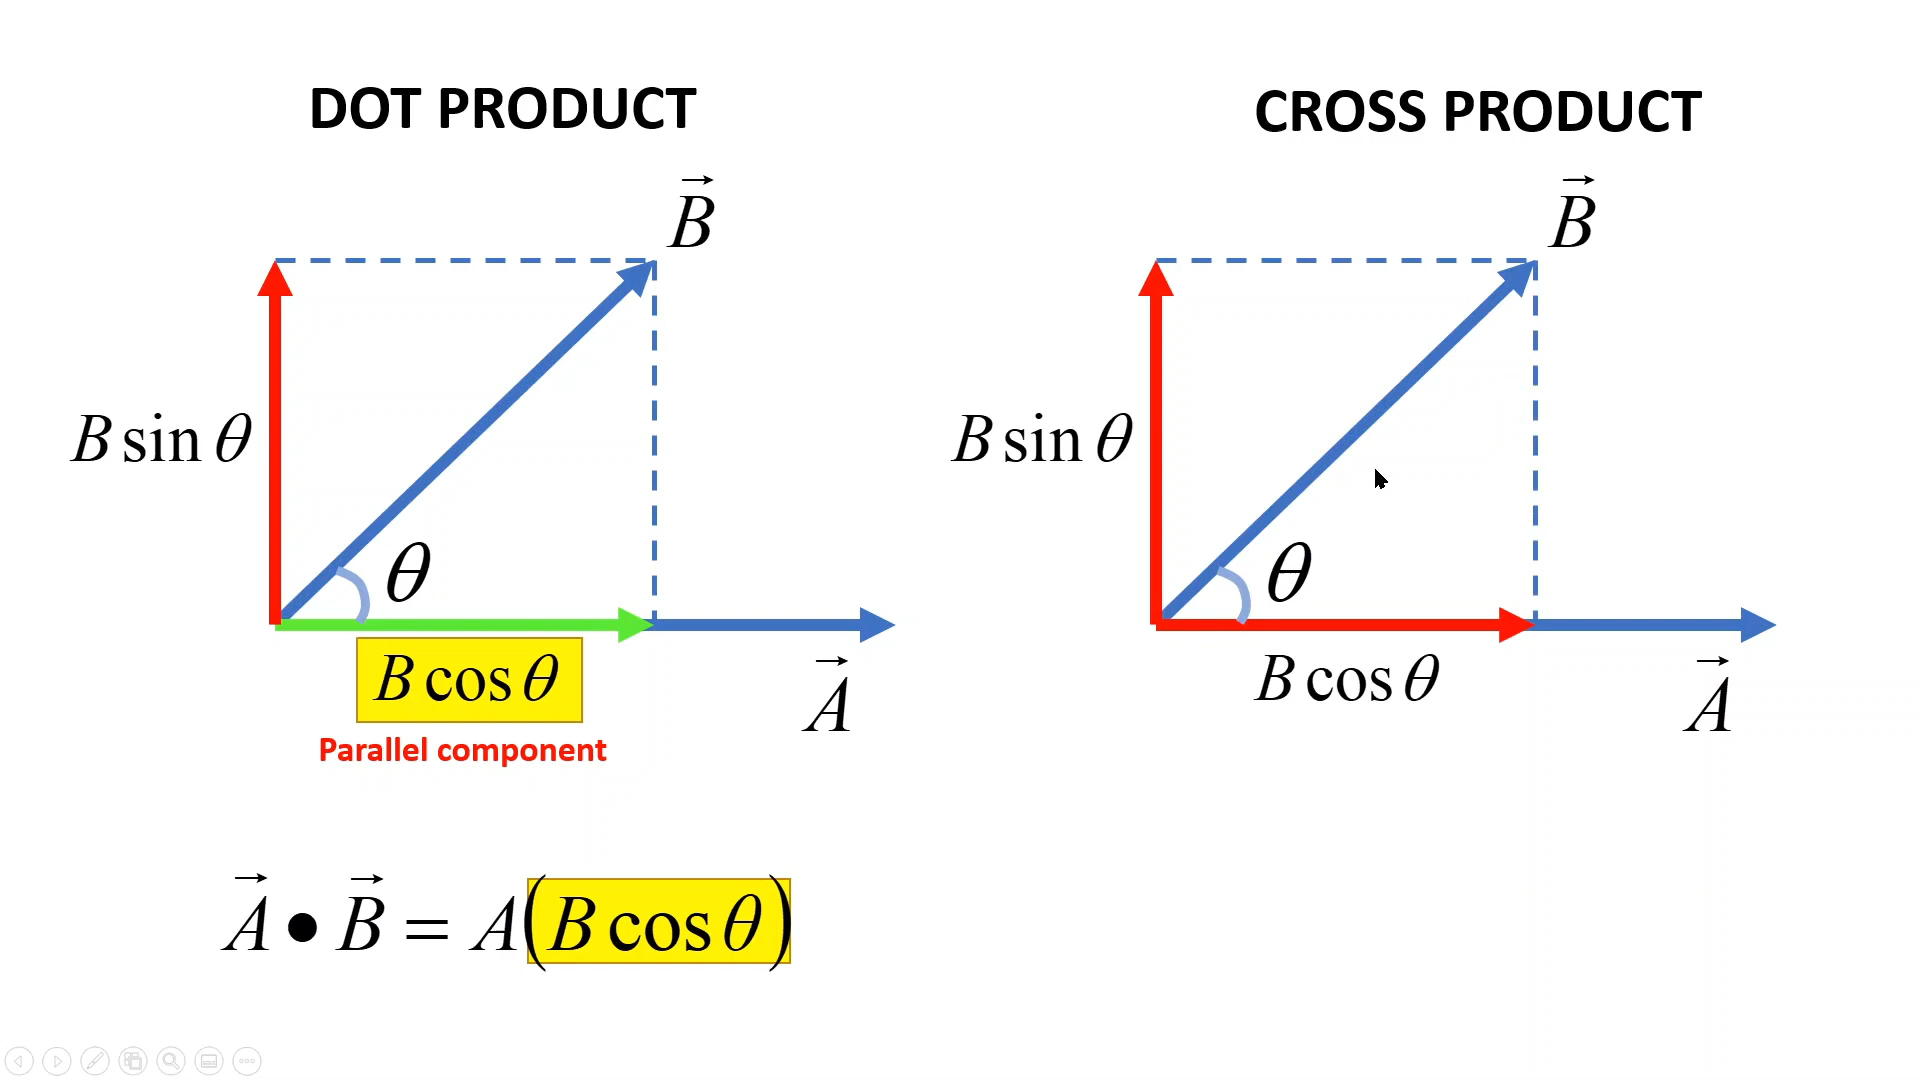 DOT PRODUCT
B⃗
B sin θ
θ
B cos θ
A⃗
Parallel component
A⃗ • B⃗ = A(B cos θ)
CROSS PRODUCT
B⃗
B sin θ
θ
B cos θ
A⃗